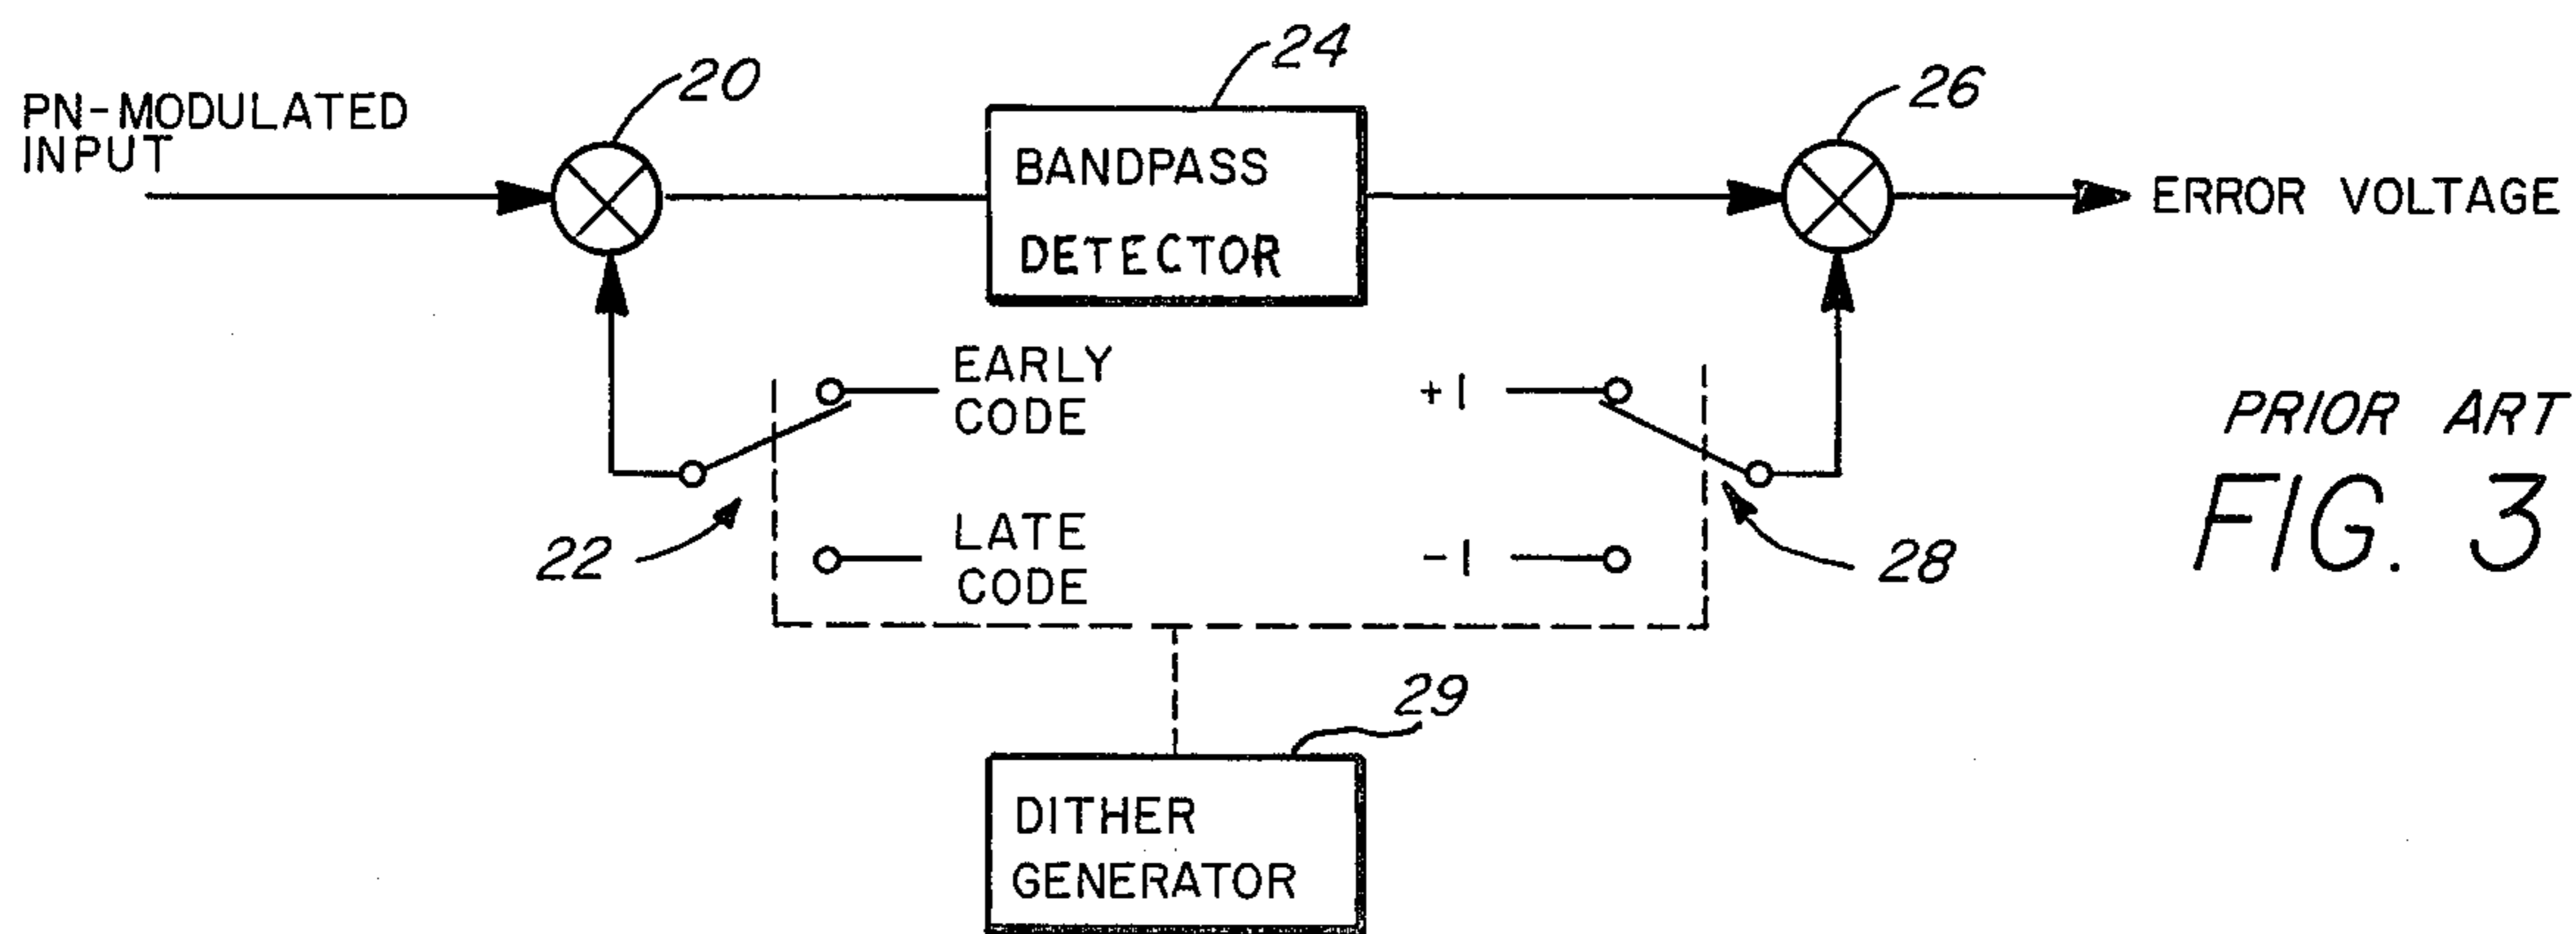 24
20
26
PN-MODULATED
INPUT
BANDPASS
DETECTOR
ERROR VOLTAGE
EARLY
CODE
+1
PRIOR ART
FIG. 3
22
LATE
CODE
-1
28
29
DITHER
GENERATOR